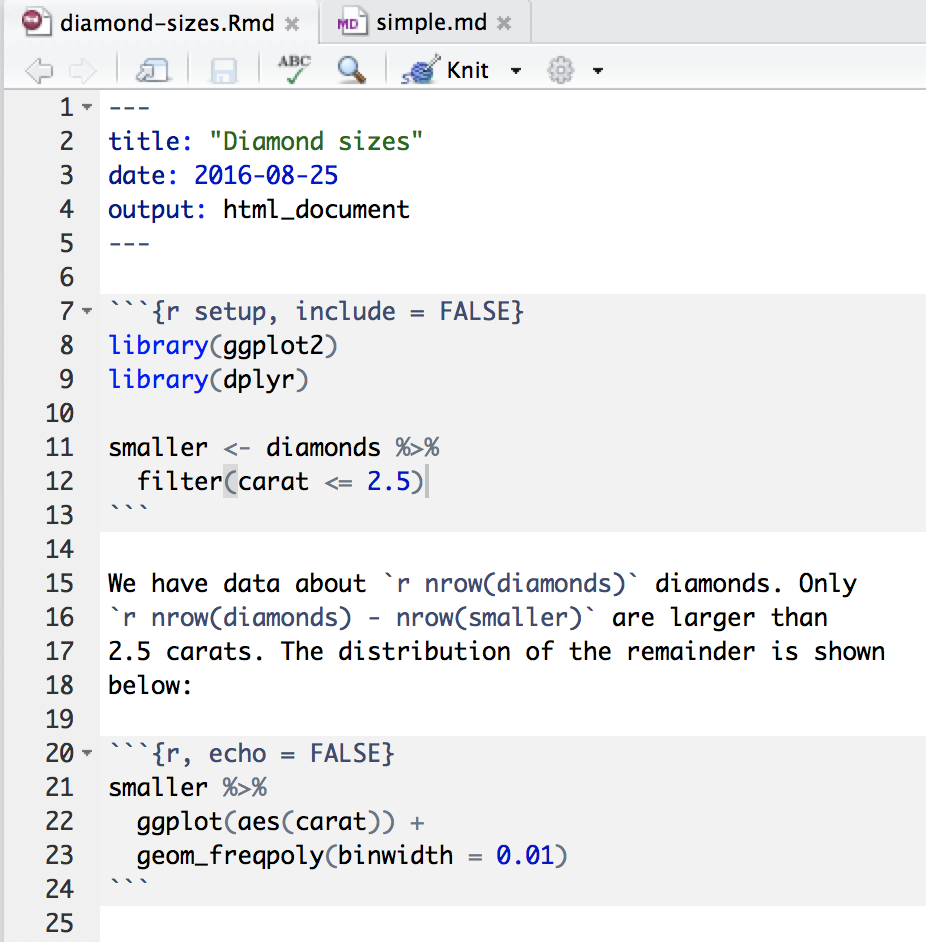 diamond-sizes.Rmd simple.md
ABC Knit
MD
1 ---
2 title: "Diamond sizes"
3 date: 2016-08-25
4 output: html_document
5 ---
6
7 ```{r setup, include = FALSE}
8 library(ggplot2)
9 library(dplyr)
10
11 smaller <- diamonds %>%
12   filter(carat <= 2.5)
13 ```
14
15 We have data about `r nrow(diamonds)` diamonds. Only
16 `r nrow(diamonds) - nrow(smaller)` are larger than
17 2.5 carats. The distribution of the remainder is shown
18 below:
19
20 ```{r, echo = FALSE}
21 smaller %>%
22   ggplot(aes(carat)) +
23   geom_freqpoly(binwidth = 0.01)
24 ```
25